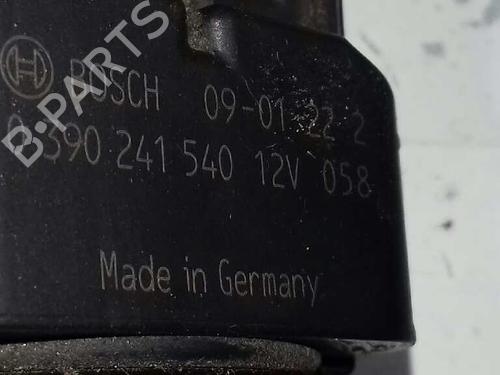 B-PARTS
BOSCH 09-01 22 2
0 390 241 540 12V 058
Made in Germany